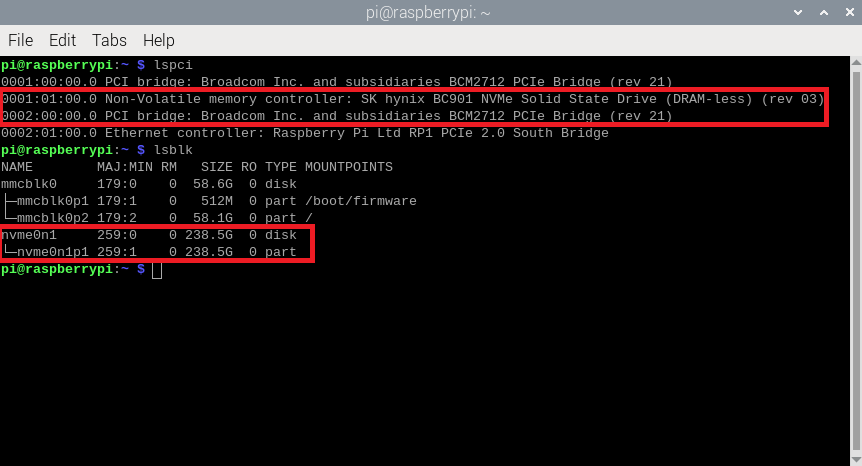 pi@raspberrypi: ~
File Edit Tabs Help
pi@raspberrypi:~ $ lspci
0001:00:00.0 PCI bridge: Broadcom Inc. and subsidiaries BCM2712 PCIe Bridge (rev 21)
0001:01:00.0 Non-Volatile memory controller: SK hynix BC901 NVMe Solid State Drive (DRAM-less) (rev 03)
0002:00:00.0 PCI bridge: Broadcom Inc. and subsidiaries BCM2712 PCIe Bridge (rev 21)
0002:01:00.0 Ethernet controller: Raspberry Pi Ltd RP1 PCIe 2.0 South Bridge
pi@raspberrypi:~ $ lsblk
NAME        MAJ:MIN RM   SIZE RO TYPE MOUNTPOINTS
mmcblk0     179:0    0  58.6G  0 disk
├─mmcblk0p1 179:1    0   512M  0 part /boot/firmware
└─mmcblk0p2 179:2    0  58.1G  0 part /
nvme0n1     259:0    0 238.5G  0 disk
└─nvme0n1p1 259:1    0 238.5G  0 part
pi@raspberrypi:~ $